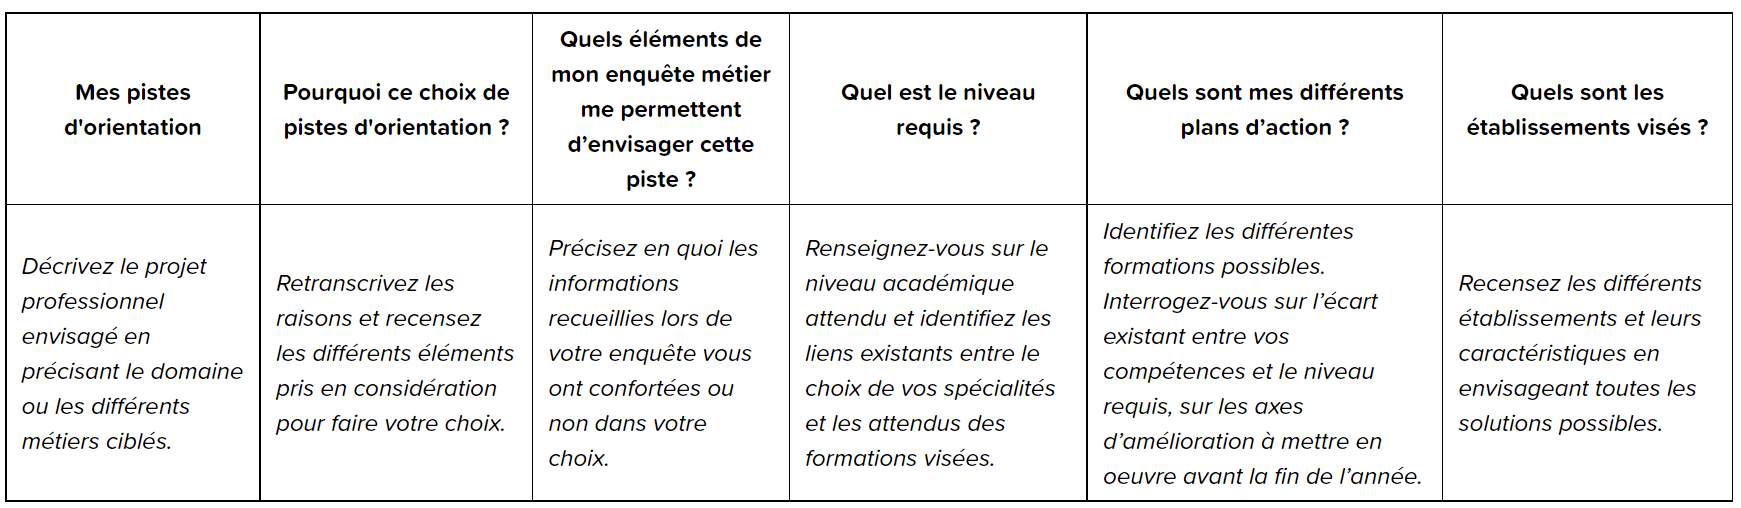 Mes pistes
d'orientation
Pourquoi ce choix de
pistes d'orientation ?
Quels éléments de
mon enquête métier
me permettent
d’envisager cette
piste ?
Quel est le niveau
requis ?
Quels sont mes différents
plans d’action ?
Quels sont les
établissements visés ?
Décrivez le projet
professionnel
envisagé en
précisant le domaine
ou les différents
métiers ciblés.
Retranscrivez les
raisons et recensez
les différents éléments
pris en considération
pour faire votre choix.
Précisez en quoi les
informations
recueillies lors de
votre enquête vous
ont confortées ou
non dans votre
choix.
Renseignez-vous sur le
niveau académique
attendu et identifiez les
liens existants entre le
choix de vos spécialités
et les attendus des
formations visées.
Identifiez les différentes
formations possibles.
Interrogez-vous sur l’écart
existant entre vos
compétences et le niveau
requis, sur les axes
d’amélioration à mettre en
oeuvre avant la fin de l’année.
Recensez les différents
établissements et leurs
caractéristiques en
envisageant toutes les
solutions possibles.